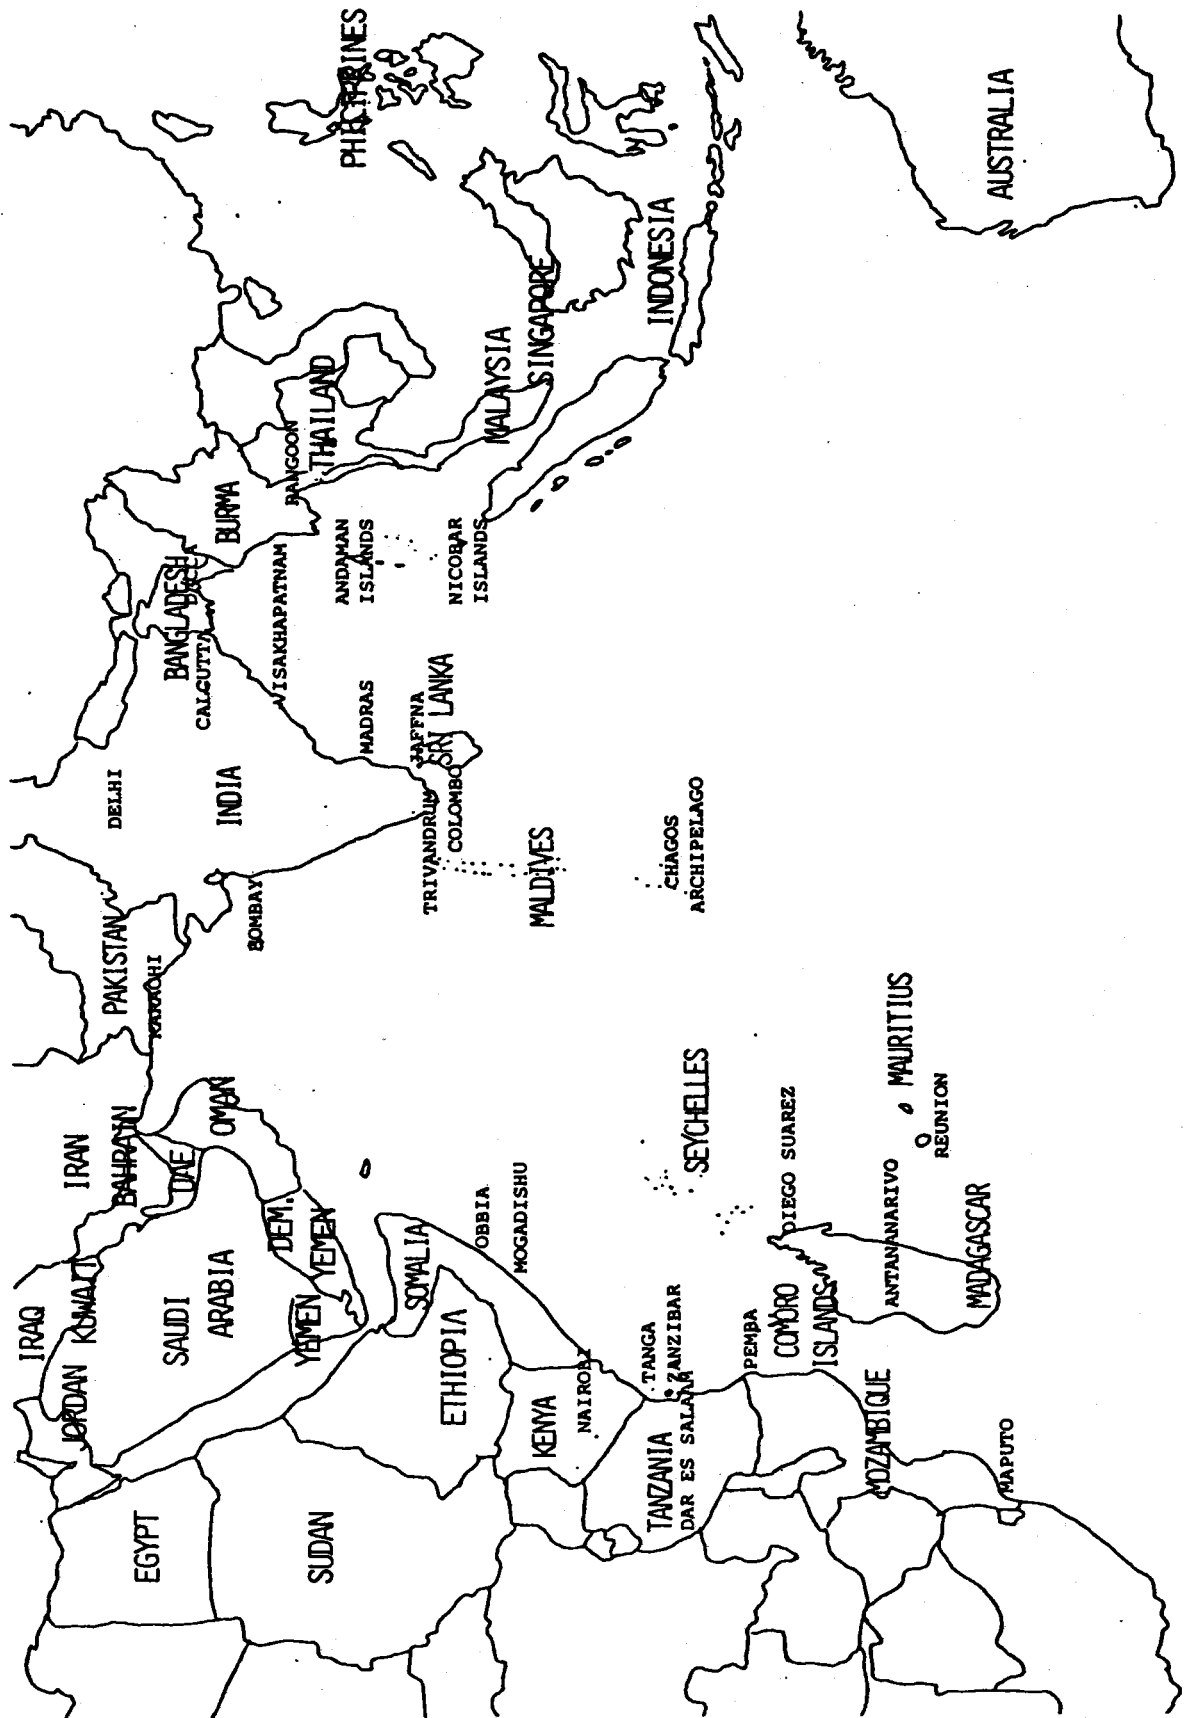 IRAQ
JORDAN
KUWAIT
IRAN
BAHRAIN
PAKISTAN
KARACHI
DELHI
EGYPT
SAUDI
ARABIA
UAE
OMAN
INDIA
BOMBAY
CALCUTTA
BANGLADESH
DACCA
BURMA
VISAKHAPATNAM
RANGOON
THAILAND
PHILIPPINES
SUDAN
YEMEN
DEM.
YEMEN
MADRAS
ANDAMAN
ISLANDS
ETHIOPIA
SOMALIA
TRIVANDRUM
COLOMBO
JAFFNA
SRI LANKA
NICOBAR
ISLANDS
OBBIA
MOGADISHU
KENYA
NAIROBI
MALDIVES
MALAYSIA
SINGAPORE
TANZANIA
DAR ES SALAAM
TANGA
ZANZIBAR
SEYCHELLES
CHAGOS
ARCHIPELAGO
INDONESIA
PEMBA
COMORO
ISLANDS
DIEGO SUAREZ
MOZAMBIQUE
ANTANANARIVO
MAURITIUS
REUNION
MAPUTO
MADAGASCAR
AUSTRALIA